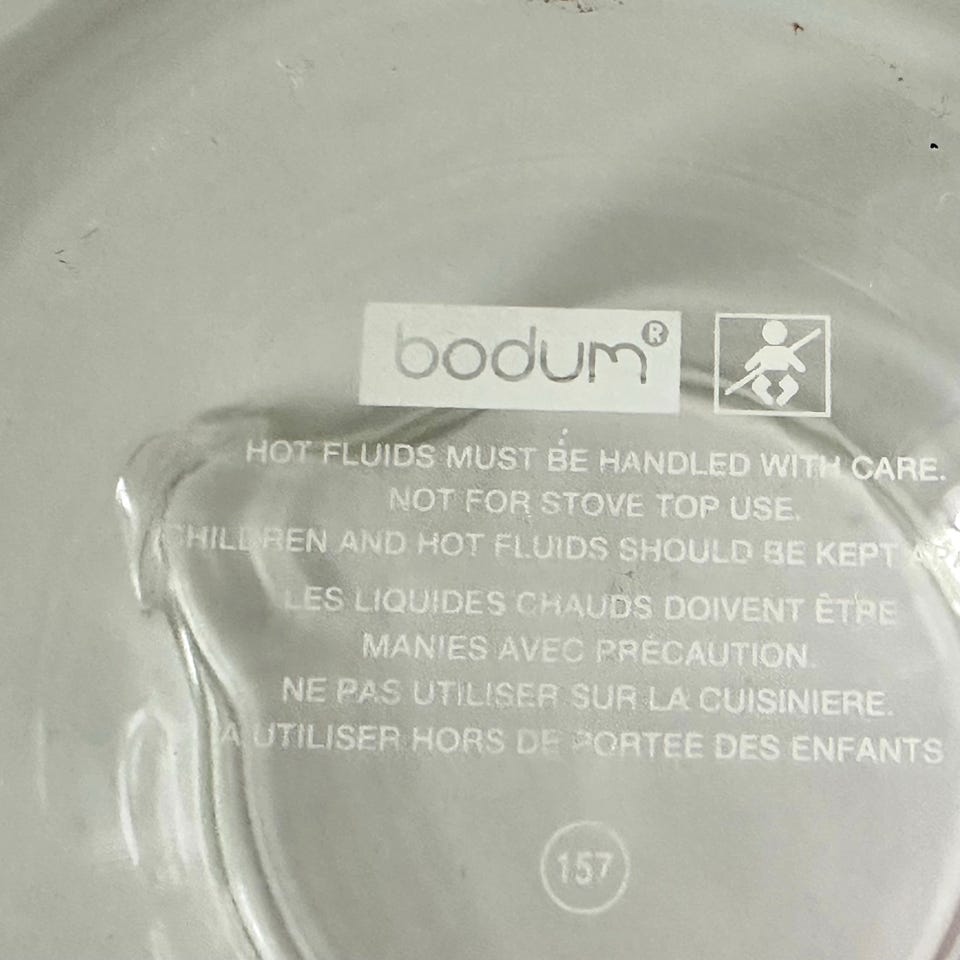 bodum®
HOT FLUIDS MUST BE HANDLED WITH CARE.
NOT FOR STOVE TOP USE.
CHILDREN AND HOT FLUIDS SHOULD BE KEPT
LES LIQUIDES CHAUDS DOIVENT ÊTRE
MANIES AVEC PRÉCAUTION.
NE PAS UTILISER SUR LA CUISINIERE.
A UTILISER HORS DE PORTEE DES ENFANTS
157